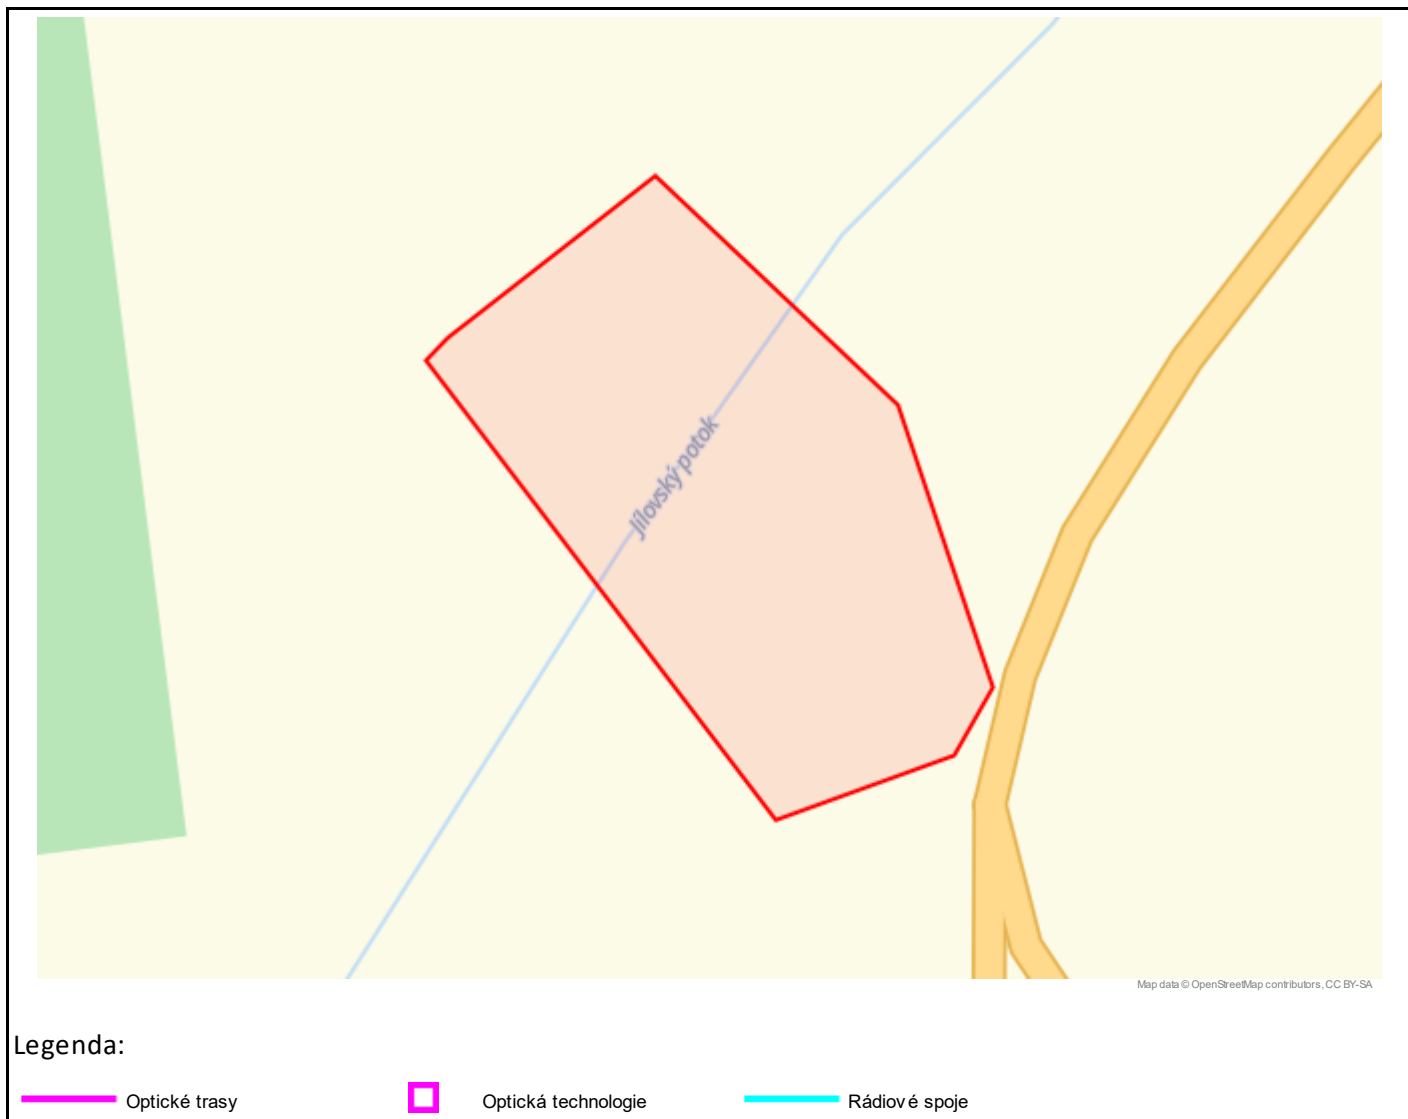 Jílovský potok
Map data © OpenStreetMap contributors, CC BY-SA
Legenda:
Optické trasy
Optická technologie
Rádiové spoje